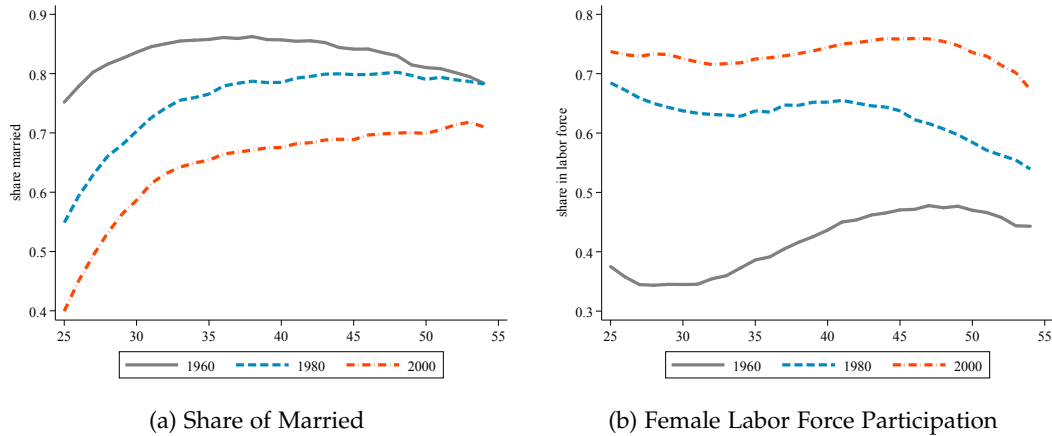 0.9
0.8
0.7
0.6
0.5
0.4
share married
25 30 35 40 45 50 55
1960 1980 2000
(a) Share of Married
0.8
0.7
0.6
0.5
0.4
0.3
share in labor force
25 30 35 40 45 50 55
1960 1980 2000
(b) Female Labor Force Participation